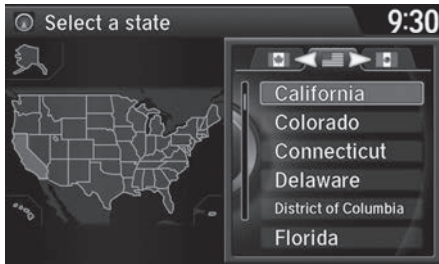 Select a state
9:30
California
Colorado
Connecticut
Delaware
District of Columbia
Florida